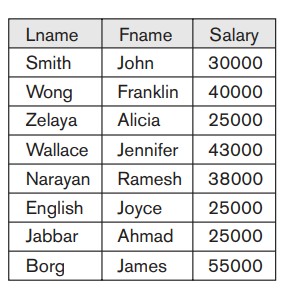 Lname Fname Salary
Smith John 30000
Wong Franklin 40000
Zelaya Alicia 25000
Wallace Jennifer 43000
Narayan Ramesh 38000
English Joyce 25000
Jabbar Ahmad 25000
Borg James 55000